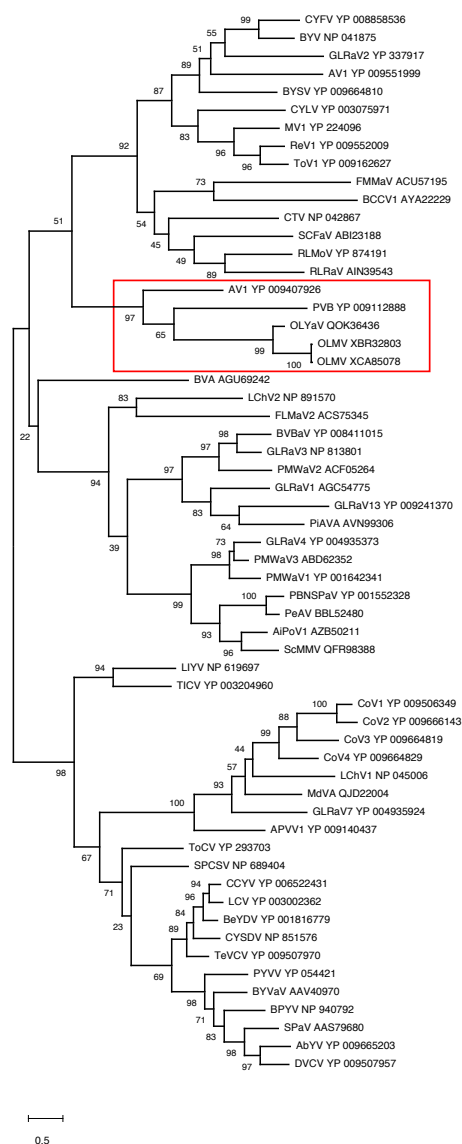 99
CYFV YP 008858536
55
BYV NP 041875
51
GLRaV2 YP 337917
89
AV1 YP 009551999
87
BYSV YP 009664810
CYLV YP 003075971
83
MV1 YP 224096
92
96
ReV1 YP 009552009
96
ToV1 YP 009162627
73
FMMaV ACU57195
BCCV1 AYA22229
51
54
CTV NP 042867
45
SCFaV ABI23188
49
RLMoV YP 874191
89
RLRaV AIN39543
AV1 YP 009407926
97
PVB YP 009112888
65
OLYaV QOK36436
99
OLMV XBR32803
100
OLMV XCA85078
BVA AGU69242
83
LChV2 NP 891570
22
FLMaV2 ACS75345
98
BVBaV YP 008411015
97
GLRaV3 NP 813801
97
PMWaV2 ACF05264
94
GLRaV1 AGC54775
83
GLRaV13 YP 009241370
64
PiAVA AVN99306
39
73
GLRaV4 YP 004935373
98
PMWaV3 ABD62352
PMWaV1 YP 001642341
99
100
PBNSPaV YP 001552328
PeAV BBL52480
93
AiPoV1 AZB50211
96
ScMMV QFR98388
94
LIYV NP 619697
TICV YP 003204960
98
100
CoV1 YP 009506349
88
CoV2 YP 009666143
99
CoV3 YP 009664819
44
CoV4 YP 009664829
57
LChV1 NP 045006
93
MdVA QJD22004
100
GLRaV7 YP 004935924
APVV1 YP 009140437
67
ToCV YP 293703
71
SPCSV NP 689404
23
94
CCYV YP 006522431
96
LCV YP 003002362
84
BeYDV YP 001816779
89
CYSDV NP 851576
TeVCV YP 009507970
69
PYVV YP 054421
98
BYVaV AAV40970
71
BPYV NP 940792
83
SPaV AAS79680
98
AbYV YP 009665203
97
DVCV YP 009507957
0.5